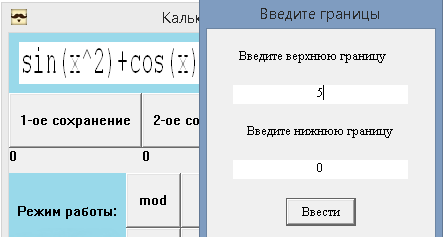 Каль
sin(x^2)+cos(x)
1-ое сохранение
2-ое со
0
0
Режим работы:
mod
Введите границы
Введите верхнюю границу
5
Введите нижнюю границу
0
Ввести